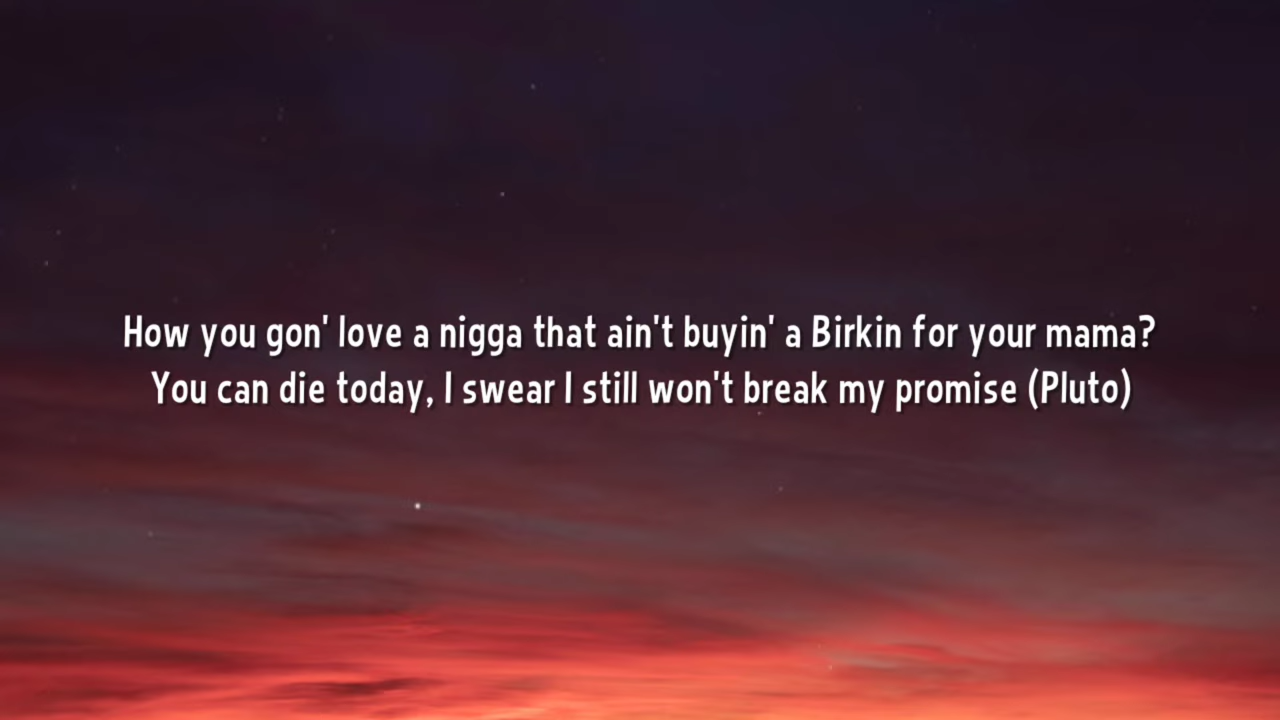 How you gon' love a nigga that ain't buyin' a Birkin for your mama?
You can die today, I swear I still won't break my promise (Pluto)